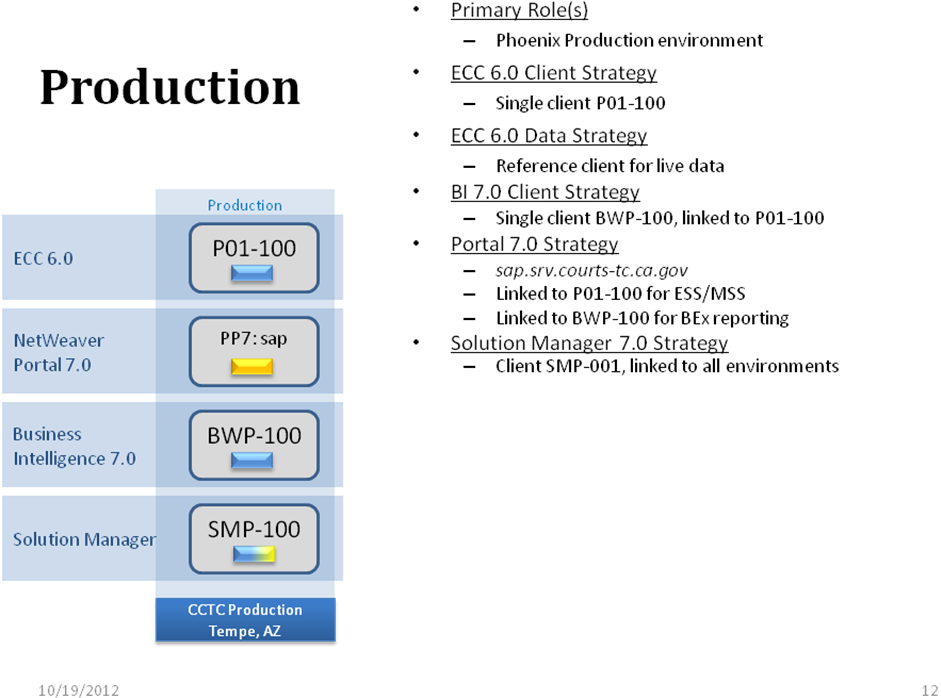 Production
Production
ECC 6.0
P01-100
NetWeaver
Portal 7.0
PP7: sap
Business
Intelligence 7.0
BWP-100
Solution Manager
SMP-100
CCTC Production
Tempe, AZ
• Primary Role(s)
– Phoenix Production environment
• ECC 6.0 Client Strategy
– Single client P01-100
• ECC 6.0 Data Strategy
– Reference client for live data
• BI 7.0 Client Strategy
– Single client BWP-100, linked to P01-100
• Portal 7.0 Strategy
– sap.srv.courts-tc.ca.gov
– Linked to P01-100 for ESS/MSS
– Linked to BWP-100 for BEx reporting
• Solution Manager 7.0 Strategy
– Client SMP-001, linked to all environments
10/19/2012
12